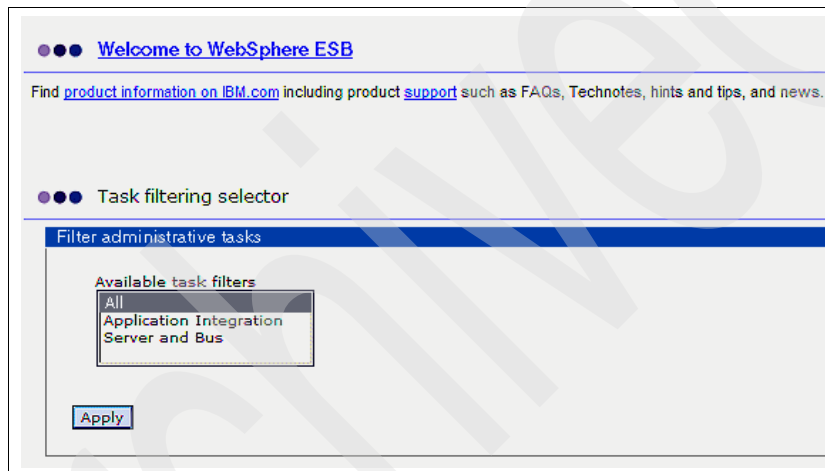 Welcome to WebSphere ESB
Find product information on IBM.com including product support such as FAQs, Technotes, hints and tips, and news.
Task filtering selector
Filter administrative tasks
Available task filters
All
Application Integration
Server and Bus
Apply